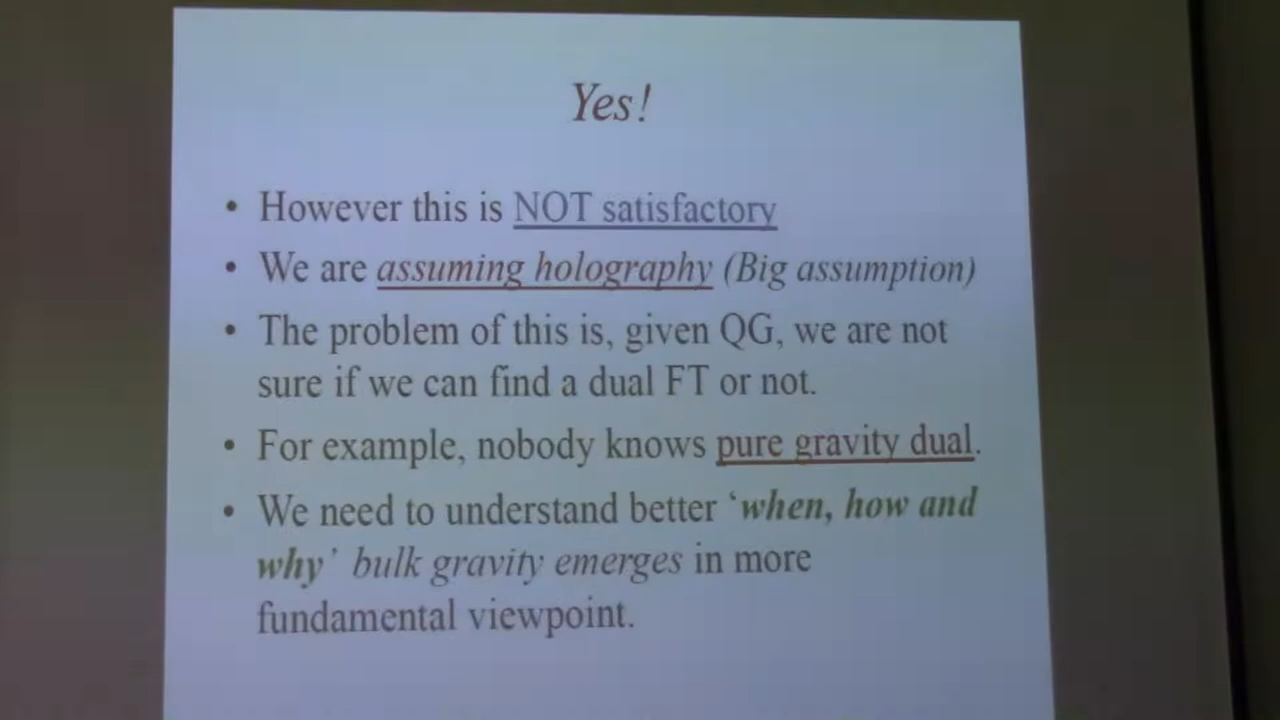 Yes!
• However this is NOT satisfactory
• We are assuming holography (Big assumption)
• The problem of this is, given QG, we are not
sure if we can find a dual FT or not.
• For example, nobody knows pure gravity dual.
• We need to understand better ‘when, how and
why’ bulk gravity emerges in more
fundamental viewpoint.